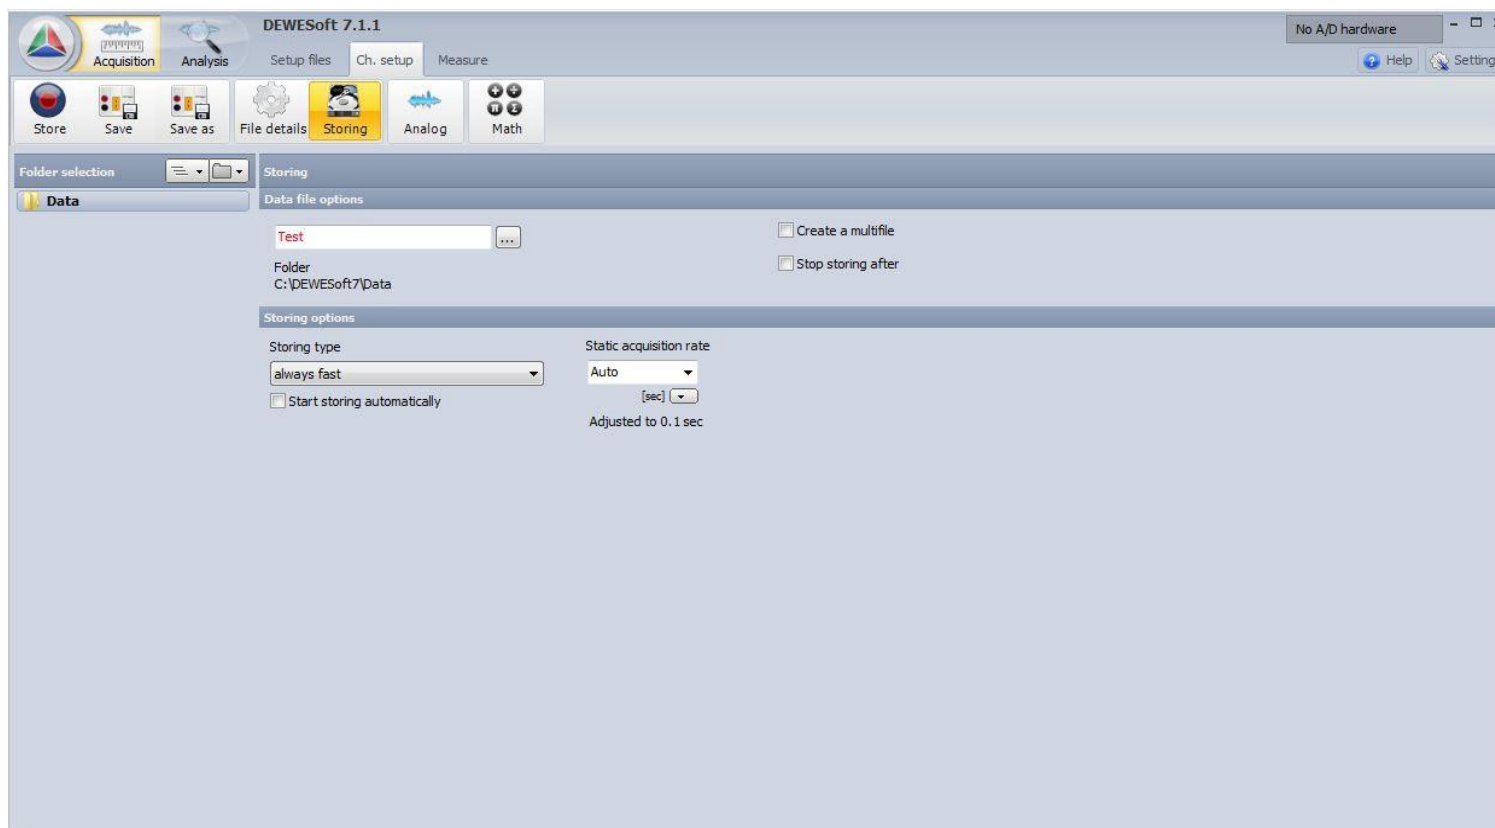 DEWESoft 7.1.1
No A/D hardware
Acquisition
Analysis
Setup files
Ch. setup
Measure
Help
Setting
Store
Save
Save as
File details
Storing
Analog
Math
Folder selection
Storing
Data
Data file options
Test
...
Create a multifile
Folder
Stop storing after
C:\DEWESoft7\Data
Storing options
Storing type
Static acquisition rate
always fast
Auto
[sec]
Start storing automatically
Adjusted to 0.1 sec